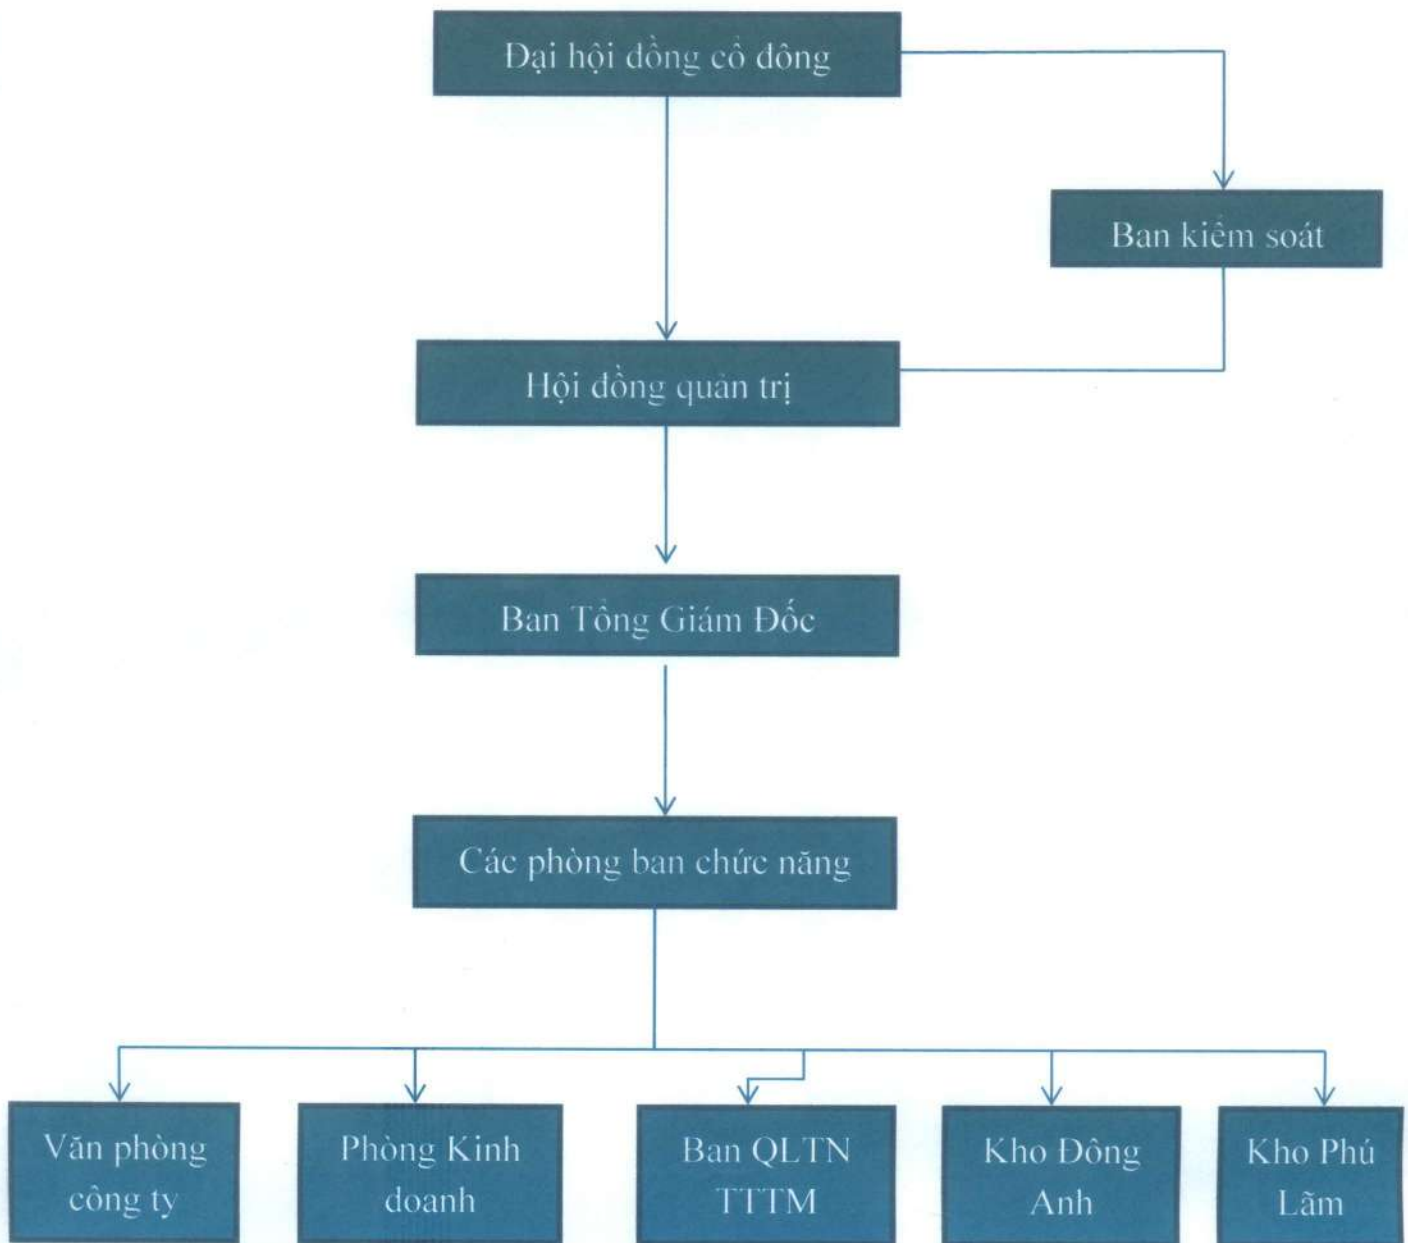 Đại hội đồng cổ đông
Ban kiểm soát
Hội đồng quản trị
Ban Tổng Giám Đốc
Các phòng ban chức năng
Văn phòng
công ty
Phòng Kinh
doanh
Ban QLTN
TTTM
Kho Đông
Anh
Kho Phú
Lãm